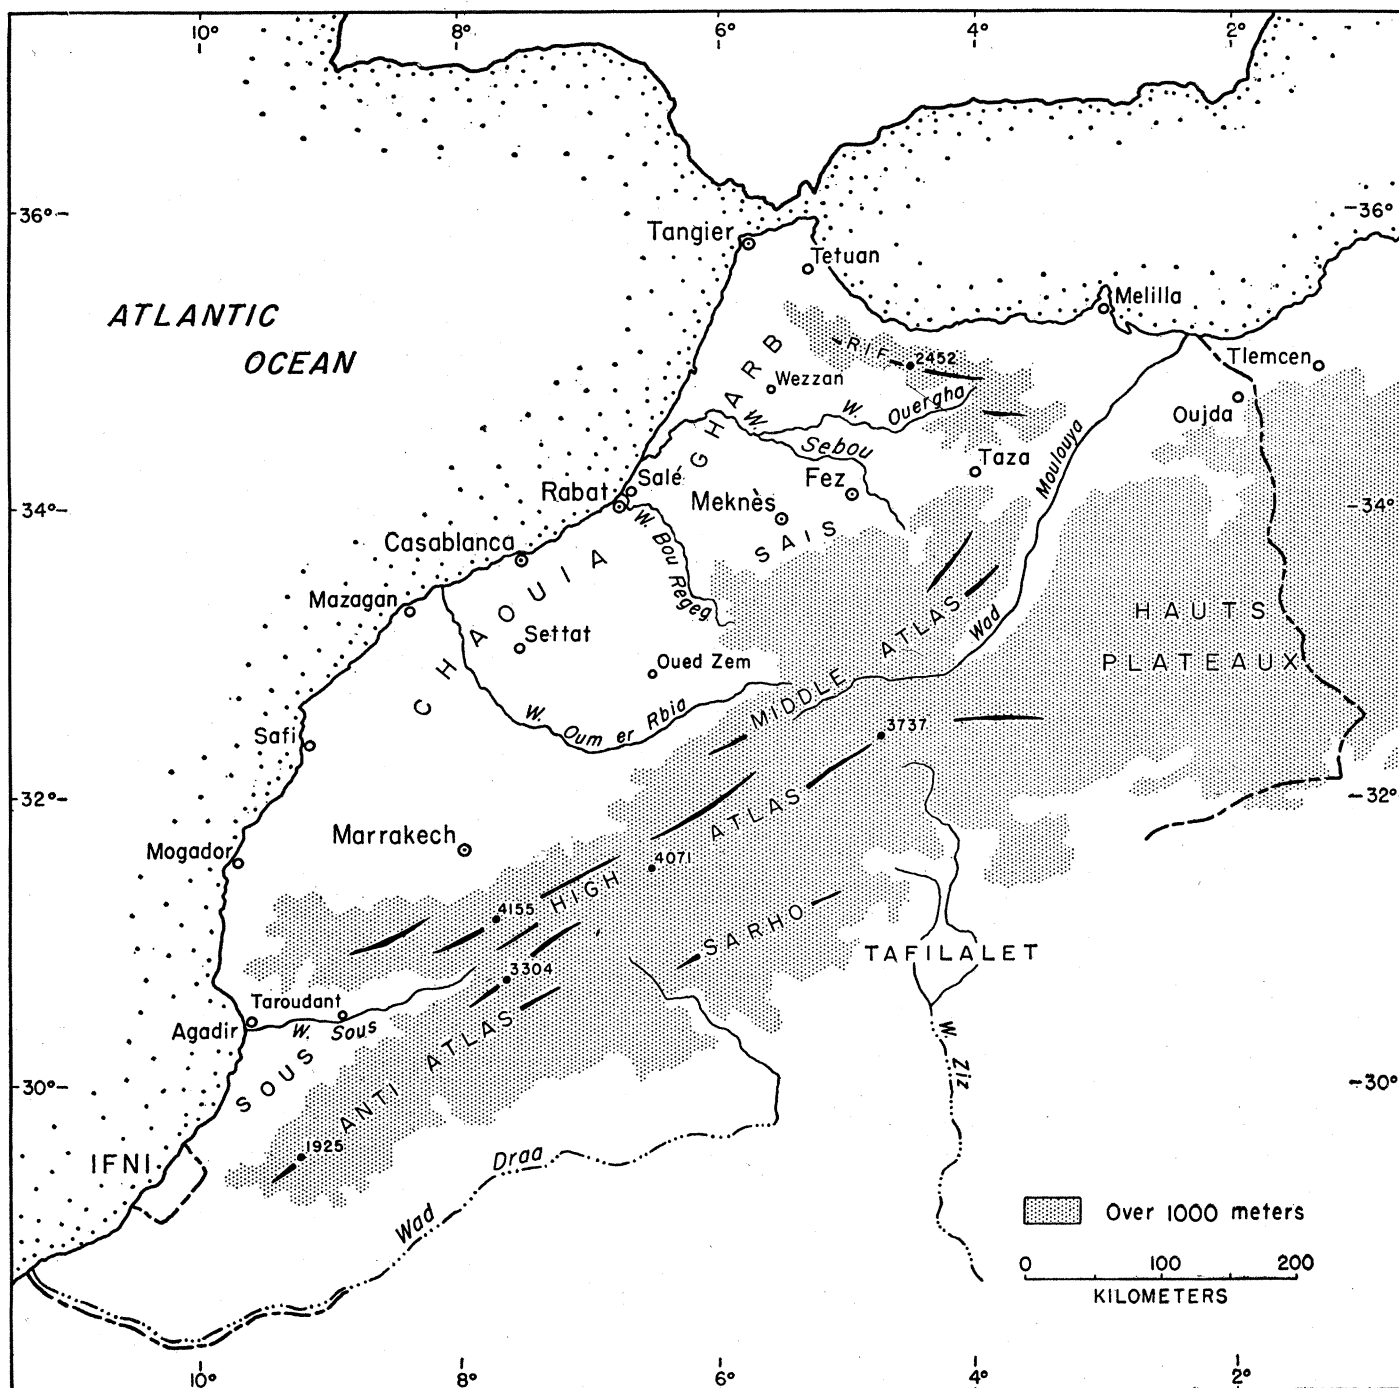 10° 8° 6° 4° 2°
36° 36°
Tangier
Tetuan
Melilla
ATLANTIC
OCEAN
RIF
2452
Tlemcen
Wezzan
W. Ouergha
Oujda
GHARB
W. Sebou
Taza
Moulouya
Salé
Fez
Rabat
Meknès
34° 34°
W. Bou Regeg
SAIS
Casablanca
CHAOUIA
Mazagan
HAUTS
PLATEAUX
Wad
Settat
Oued Zem
MIDDLE ATLAS
W. Oum er Rbia
Safi
3737
32° 32°
Marrakech
HIGH ATLAS
Mogador
4071
4155
SARHO
TAFILALET
3304
Taroudant
Agadir
W. Sous
SOUS
ANTI ATLAS
W. Ziz
30° 30°
1925
IFNI
Wad Draa
Over 1000 meters
0 100 200
KILOMETERS
10° 8° 6° 4° 2°